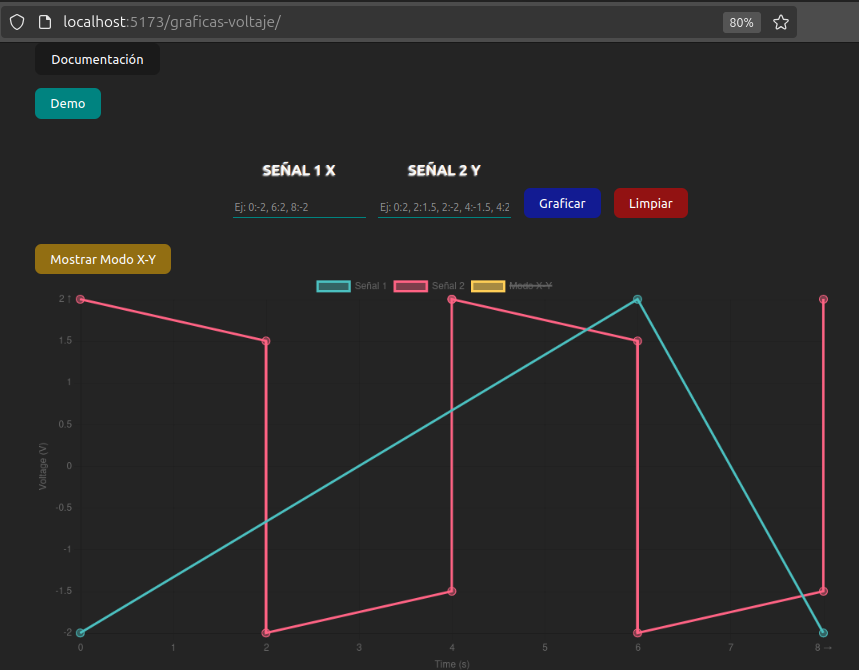 localhost:5173/graficas-voltaje/
80%
Documentación
Demo
SEÑAL 1 X
SEÑAL 2 Y
Ej: 0:-2, 6:2, 8:-2
Ej: 0:2, 2:1.5, 2:-2, 4:-1.5, 4:2
Graficar
Limpiar
Mostrar Modo X-Y
Señal 1
Señal 2
Modo X-Y
2 ↑
1.5
1
0.5
0
-0.5
-1
-1.5
-2
Voltage (V)
0
1
2
3
4
5
6
7
8 →
Time (s)